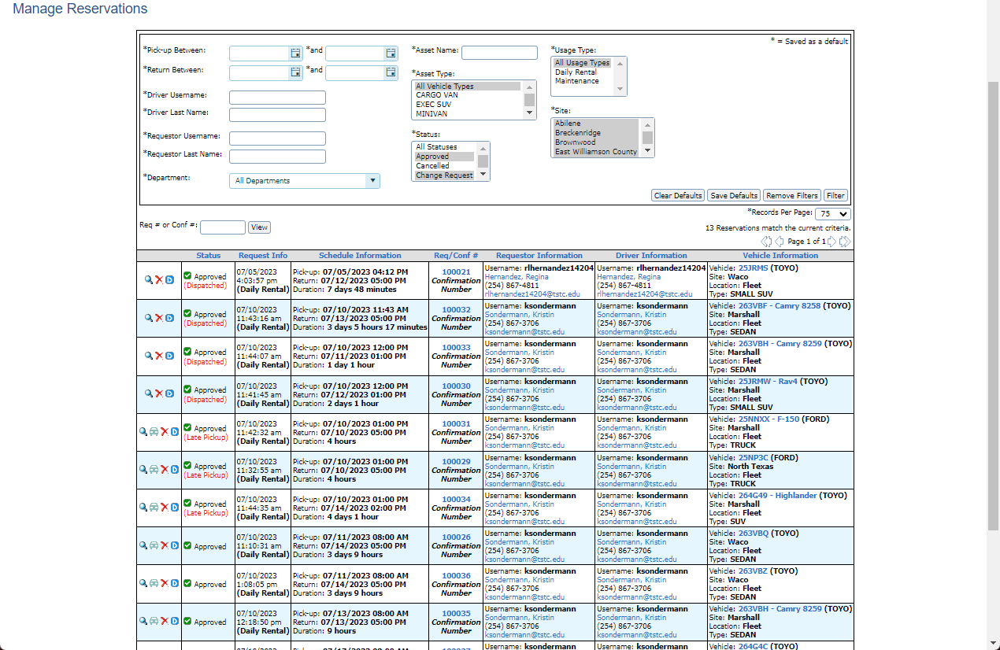 Manage Reservations
* = Saved as a default
*Pick-up Between: *and
*Return Between: *and
*Driver Username:
*Driver Last Name:
*Requestor Username:
*Requestor Last Name:
*Department: All Departments
*Asset Name:
*Asset Type:
All Vehicle Types
CARGO VAN
EXEC SUV
MINIVAN
*Status:
All Statuses
Approved
Cancelled
Change Request
*Usage Type:
All Usage Types
Daily Rental
Maintenance
*Site:
Abilene
Breckenridge
Brownwood
East Williamson County
Clear Defaults Save Defaults Remove Filters Filter
*Records Per Page: 75
Req # or Conf #: View
13 Reservations match the current criteria.
Page 1 of 1
Status Request Info Schedule Information Req/Conf # Requestor Information Driver Information Vehicle Information
D
Approved
(Dispatched)
07/05/2023
4:03:57 pm
(Daily Rental)
Pick-up: 07/05/2023 04:12 PM
Return: 07/12/2023 05:00 PM
Duration: 7 days 48 minutes
100021
Confirmation
Number
Username: rlhernandez14204
Hernandez, Regina
(254) 867-4811
rlhernandez14204@tstc.edu
Username: rlhernandez14204
Hernandez, Regina
(254) 867-4811
rlhernandez14204@tstc.edu
Vehicle: 25JRMS (TOYO)
Site: Waco
Location: Fleet
Type: SMALL SUV
D
Approved
(Dispatched)
07/10/2023
11:43:16 am
(Daily Rental)
Pick-up: 07/10/2023 11:43 AM
Return: 07/13/2023 05:00 PM
Duration: 3 days 5 hours 17 minutes
100032
Confirmation
Number
Username: ksondermann
Sondermann, Kristin
(254) 867-3706
ksondermann@tstc.edu
Username: ksondermann
Sondermann, Kristin
(254) 867-3706
ksondermann@tstc.edu
Vehicle: 263VBF - Camry 8258 (TOYO)
Site: Marshall
Location: Fleet
Type: SEDAN
D
Approved
(Dispatched)
07/10/2023
11:44:07 am
(Daily Rental)
Pick-up: 07/10/2023 12:00 PM
Return: 07/11/2023 01:00 PM
Duration: 1 day 1 hour
100033
Confirmation
Number
Username: ksondermann
Sondermann, Kristin
(254) 867-3706
ksondermann@tstc.edu
Username: ksondermann
Sondermann, Kristin
(254) 867-3706
ksondermann@tstc.edu
Vehicle: 263VBH - Camry 8259 (TOYO)
Site: Marshall
Location: Fleet
Type: SEDAN
D
Approved
(Dispatched)
07/10/2023
11:41:45 am
(Daily Rental)
Pick-up: 07/10/2023 12:00 PM
Return: 07/12/2023 01:00 PM
Duration: 2 days 1 hour
100030
Confirmation
Number
Username: ksondermann
Sondermann, Kristin
(254) 867-3706
ksondermann@tstc.edu
Username: ksondermann
Sondermann, Kristin
(254) 867-3706
ksondermann@tstc.edu
Vehicle: 25JRMW - Rav4 (TOYO)
Site: Marshall
Location: Fleet
Type: SMALL SUV
D
Approved
(Late Pickup)
07/10/2023
11:42:32 am
(Daily Rental)
Pick-up: 07/10/2023 01:00 PM
Return: 07/10/2023 05:00 PM
Duration: 4 hours
100031
Confirmation
Number
Username: ksondermann
Sondermann, Kristin
(254) 867-3706
ksondermann@tstc.edu
Username: ksondermann
Sondermann, Kristin
(254) 867-3706
ksondermann@tstc.edu
Vehicle: 25NNXX - F-150 (FORD)
Site: Marshall
Location: Fleet
Type: TRUCK
D
Approved
(Late Pickup)
07/10/2023
11:32:55 am
(Daily Rental)
Pick-up: 07/10/2023 01:00 PM
Return: 07/10/2023 05:00 PM
Duration: 4 hours
100029
Confirmation
Number
Username: ksondermann
Sondermann, Kristin
(254) 867-3706
ksondermann@tstc.edu
Username: ksondermann
Sondermann, Kristin
(254) 867-3706
ksondermann@tstc.edu
Vehicle: 25NP3C (FORD)
Site: North Texas
Location: Fleet
Type: TRUCK
D
Approved
(Late Pickup)
07/10/2023
11:44:35 am
(Daily Rental)
Pick-up: 07/10/2023 01:00 PM
Return: 07/14/2023 02:00 PM
Duration: 4 days 1 hour
100034
Confirmation
Number
Username: ksondermann
Sondermann, Kristin
(254) 867-3706
ksondermann@tstc.edu
Username: ksondermann
Sondermann, Kristin
(254) 867-3706
ksondermann@tstc.edu
Vehicle: 264G49 - Highlander (TOYO)
Site: Marshall
Location: Fleet
Type: SUV
D
Approved
07/10/2023
11:10:31 am
(Daily Rental)
Pick-up: 07/11/2023 08:00 AM
Return: 07/14/2023 05:00 PM
Duration: 3 days 9 hours
100026
Confirmation
Number
Username: ksondermann
Sondermann, Kristin
(254) 867-3706
ksondermann@tstc.edu
Username: ksondermann
Sondermann, Kristin
(254) 867-3706
ksondermann@tstc.edu
Vehicle: 263VBQ (TOYO)
Site: Waco
Location: Fleet
Type: SEDAN
D
Approved
07/10/2023
1:08:05 pm
(Daily Rental)
Pick-up: 07/11/2023 08:00 AM
Return: 07/14/2023 05:00 PM
Duration: 3 days 9 hours
100036
Confirmation
Number
Username: ksondermann
Sondermann, Kristin
(254) 867-3706
ksondermann@tstc.edu
Username: ksondermann
Sondermann, Kristin
(254) 867-3706
ksondermann@tstc.edu
Vehicle: 263VBZ (TOYO)
Site: Waco
Location: Fleet
Type: SEDAN
D
Approved
07/10/2023
12:18:50 pm
(Daily Rental)
Pick-up: 07/13/2023 08:00 AM
Return: 07/13/2023 05:00 PM
Duration: 9 hours
100035
Confirmation
Number
Username: ksondermann
Sondermann, Kristin
(254) 867-3706
ksondermann@tstc.edu
Username: ksondermann
Sondermann, Kristin
(254) 867-3706
ksondermann@tstc.edu
Vehicle: 263VBH - Camry 8259 (TOYO)
Site: Marshall
Location: Fleet
Type: SEDAN
Username: ksondermann
Username: ksondermann
Vehicle: 264G4C (TOYO)